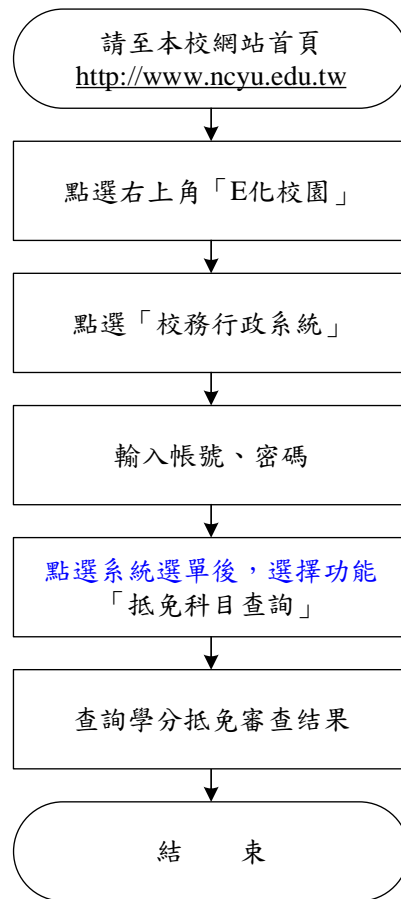 請至本校網站首頁
http://www.ncyu.edu.tw
點選右上角「E化校園」
點選「校務行政系統」
輸入帳號、密碼
點選系統選單後，選擇功能
「抵免科目查詢」
查詢學分抵免審查结果
結　　束